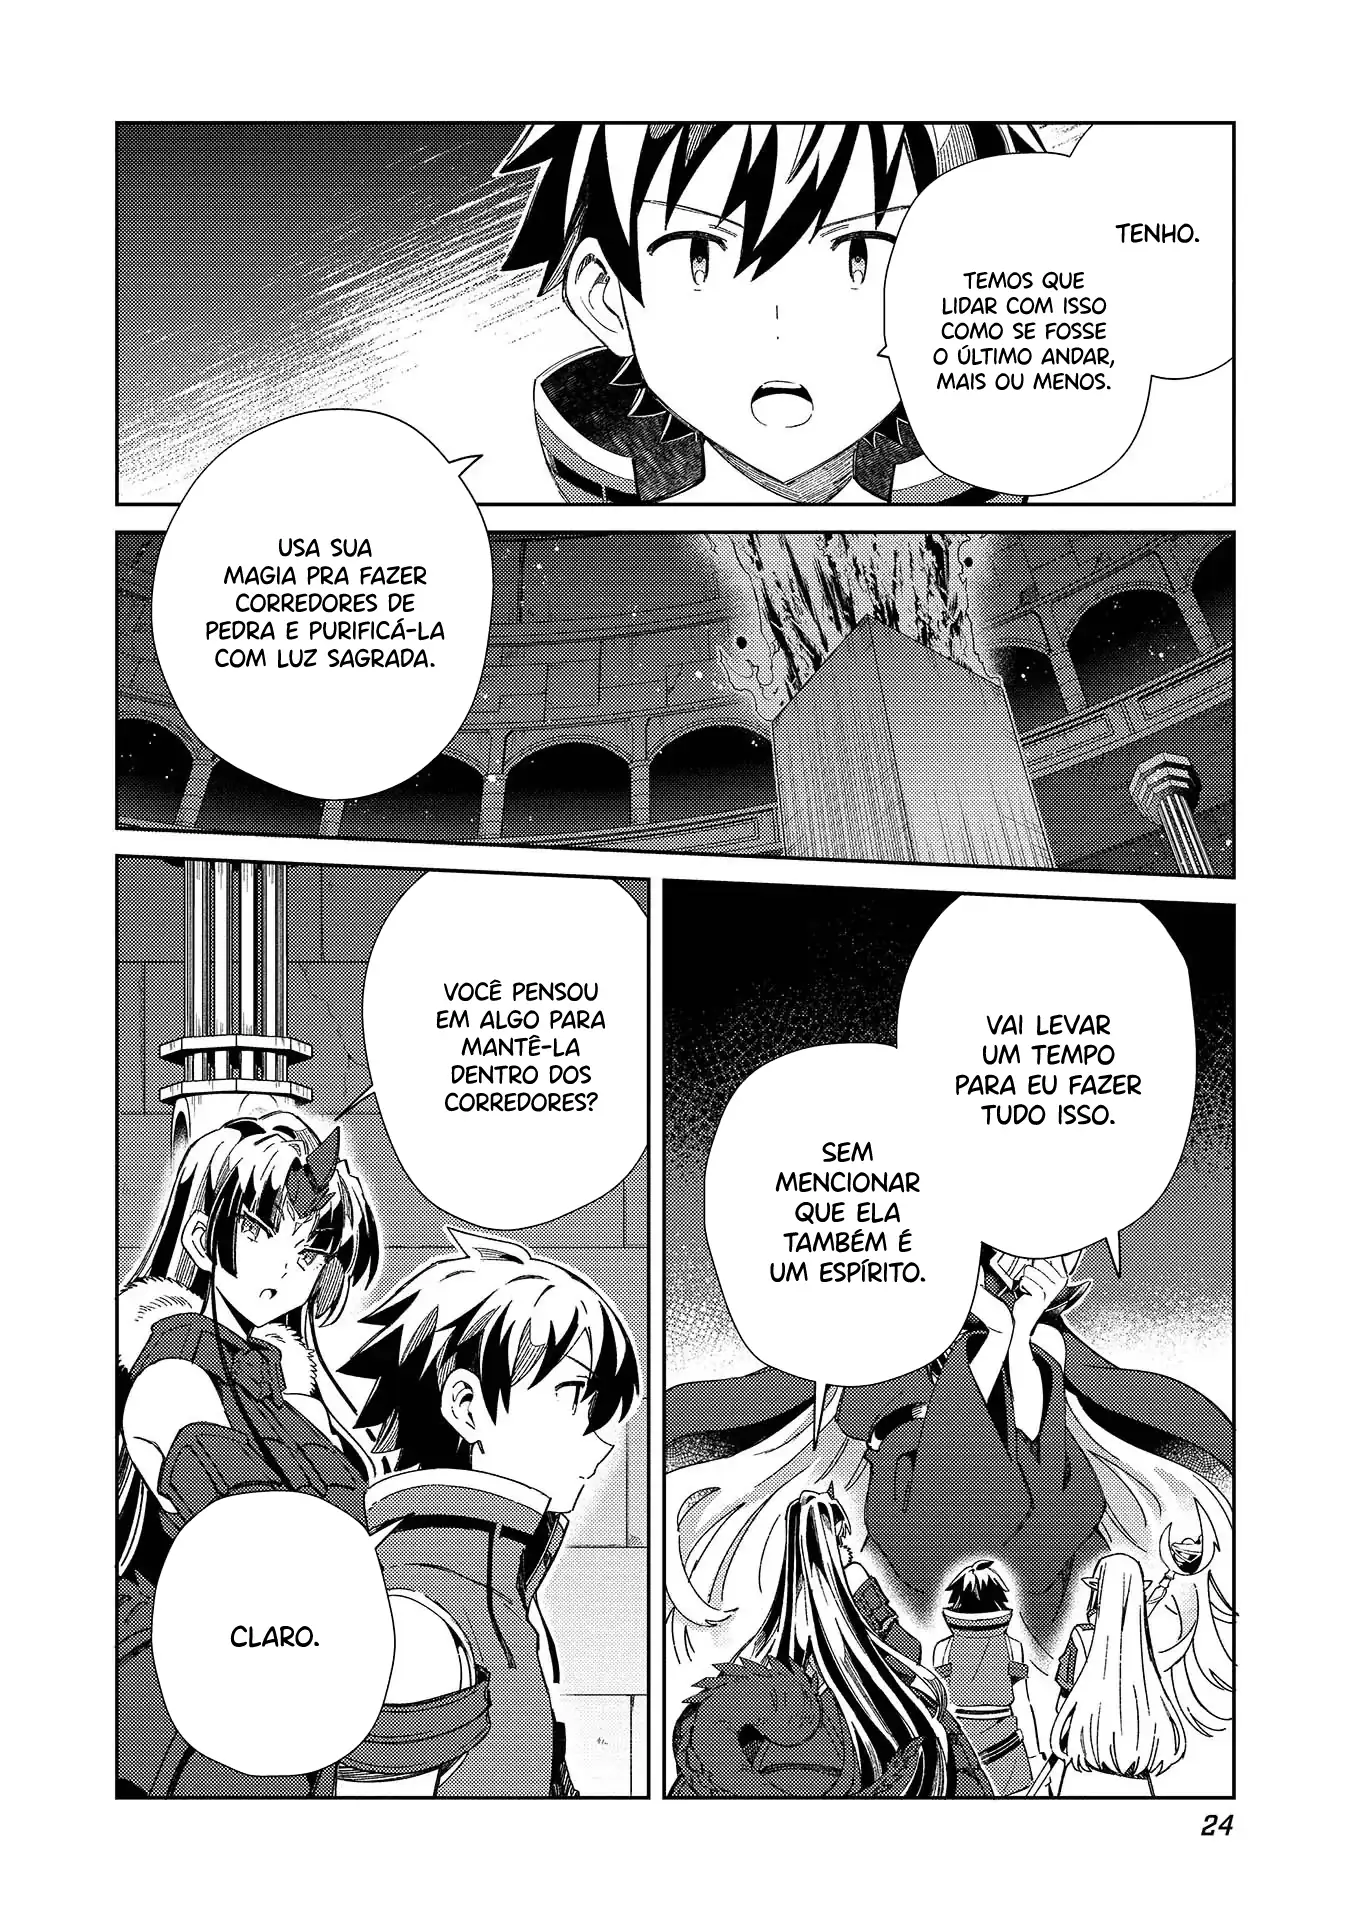 TENHO.
TEMOS QUE
LIDAR COM ISSO
COMO SE FOSSE
O ÚLTIMO ANDAR,
MAIS OU MENOS.
USA SUA
MAGIA PRA FAZER
CORREDORES DE
PEDRA E PURIFICÁ-LA
COM LUZ SAGRADA.
VAI LEVAR
UM TEMPO
PARA EU FAZER
TUDO ISSO.
SEM
MENCIONAR
QUE ELA
TAMBÉM É
UM ESPÍRITO.
VOCÊ PENSOU
EM ALGO PARA
MANTÊ-LA
DENTRO DOS
CORREDORES?
CLARO.
24